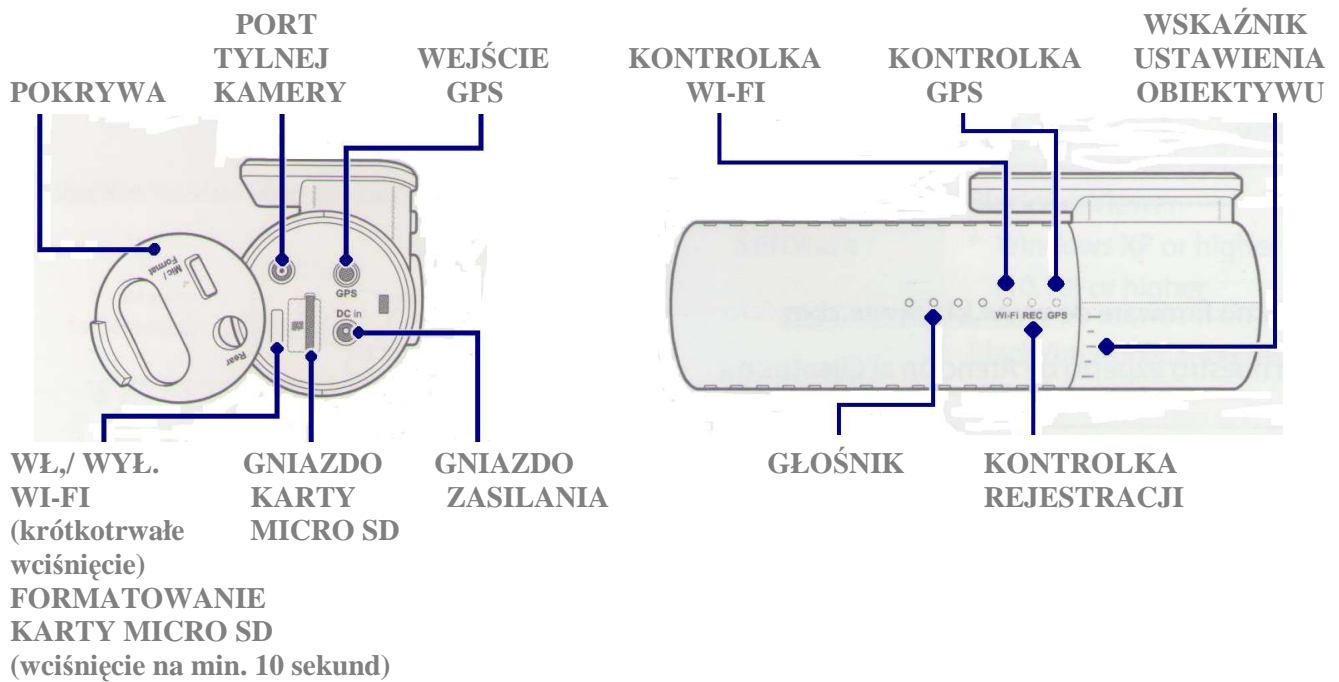 PORT
TYLNEJ
KAMERY
POKRYWA
WEJŚCIE
GPS
KONTROLKA
WI-FI
KONTROLKA
GPS
WSKAŹNIK
USTAWIENIA
OBIEKTYWU
Mic /
Format
Rear
GPS
DC in
Wi-Fi REC GPS
WŁ,/ WYŁ.
WI-FI
(krótkotrwałe
wciśnięcie)
FORMATOWANIE
KARTY MICRO SD
(wciśnięcie na min. 10 sekund)
GNIAZDO
KARTY
MICRO SD
GNIAZDO
ZASILANIA
GŁOŚNIK
KONTROLKA
REJESTRACJI